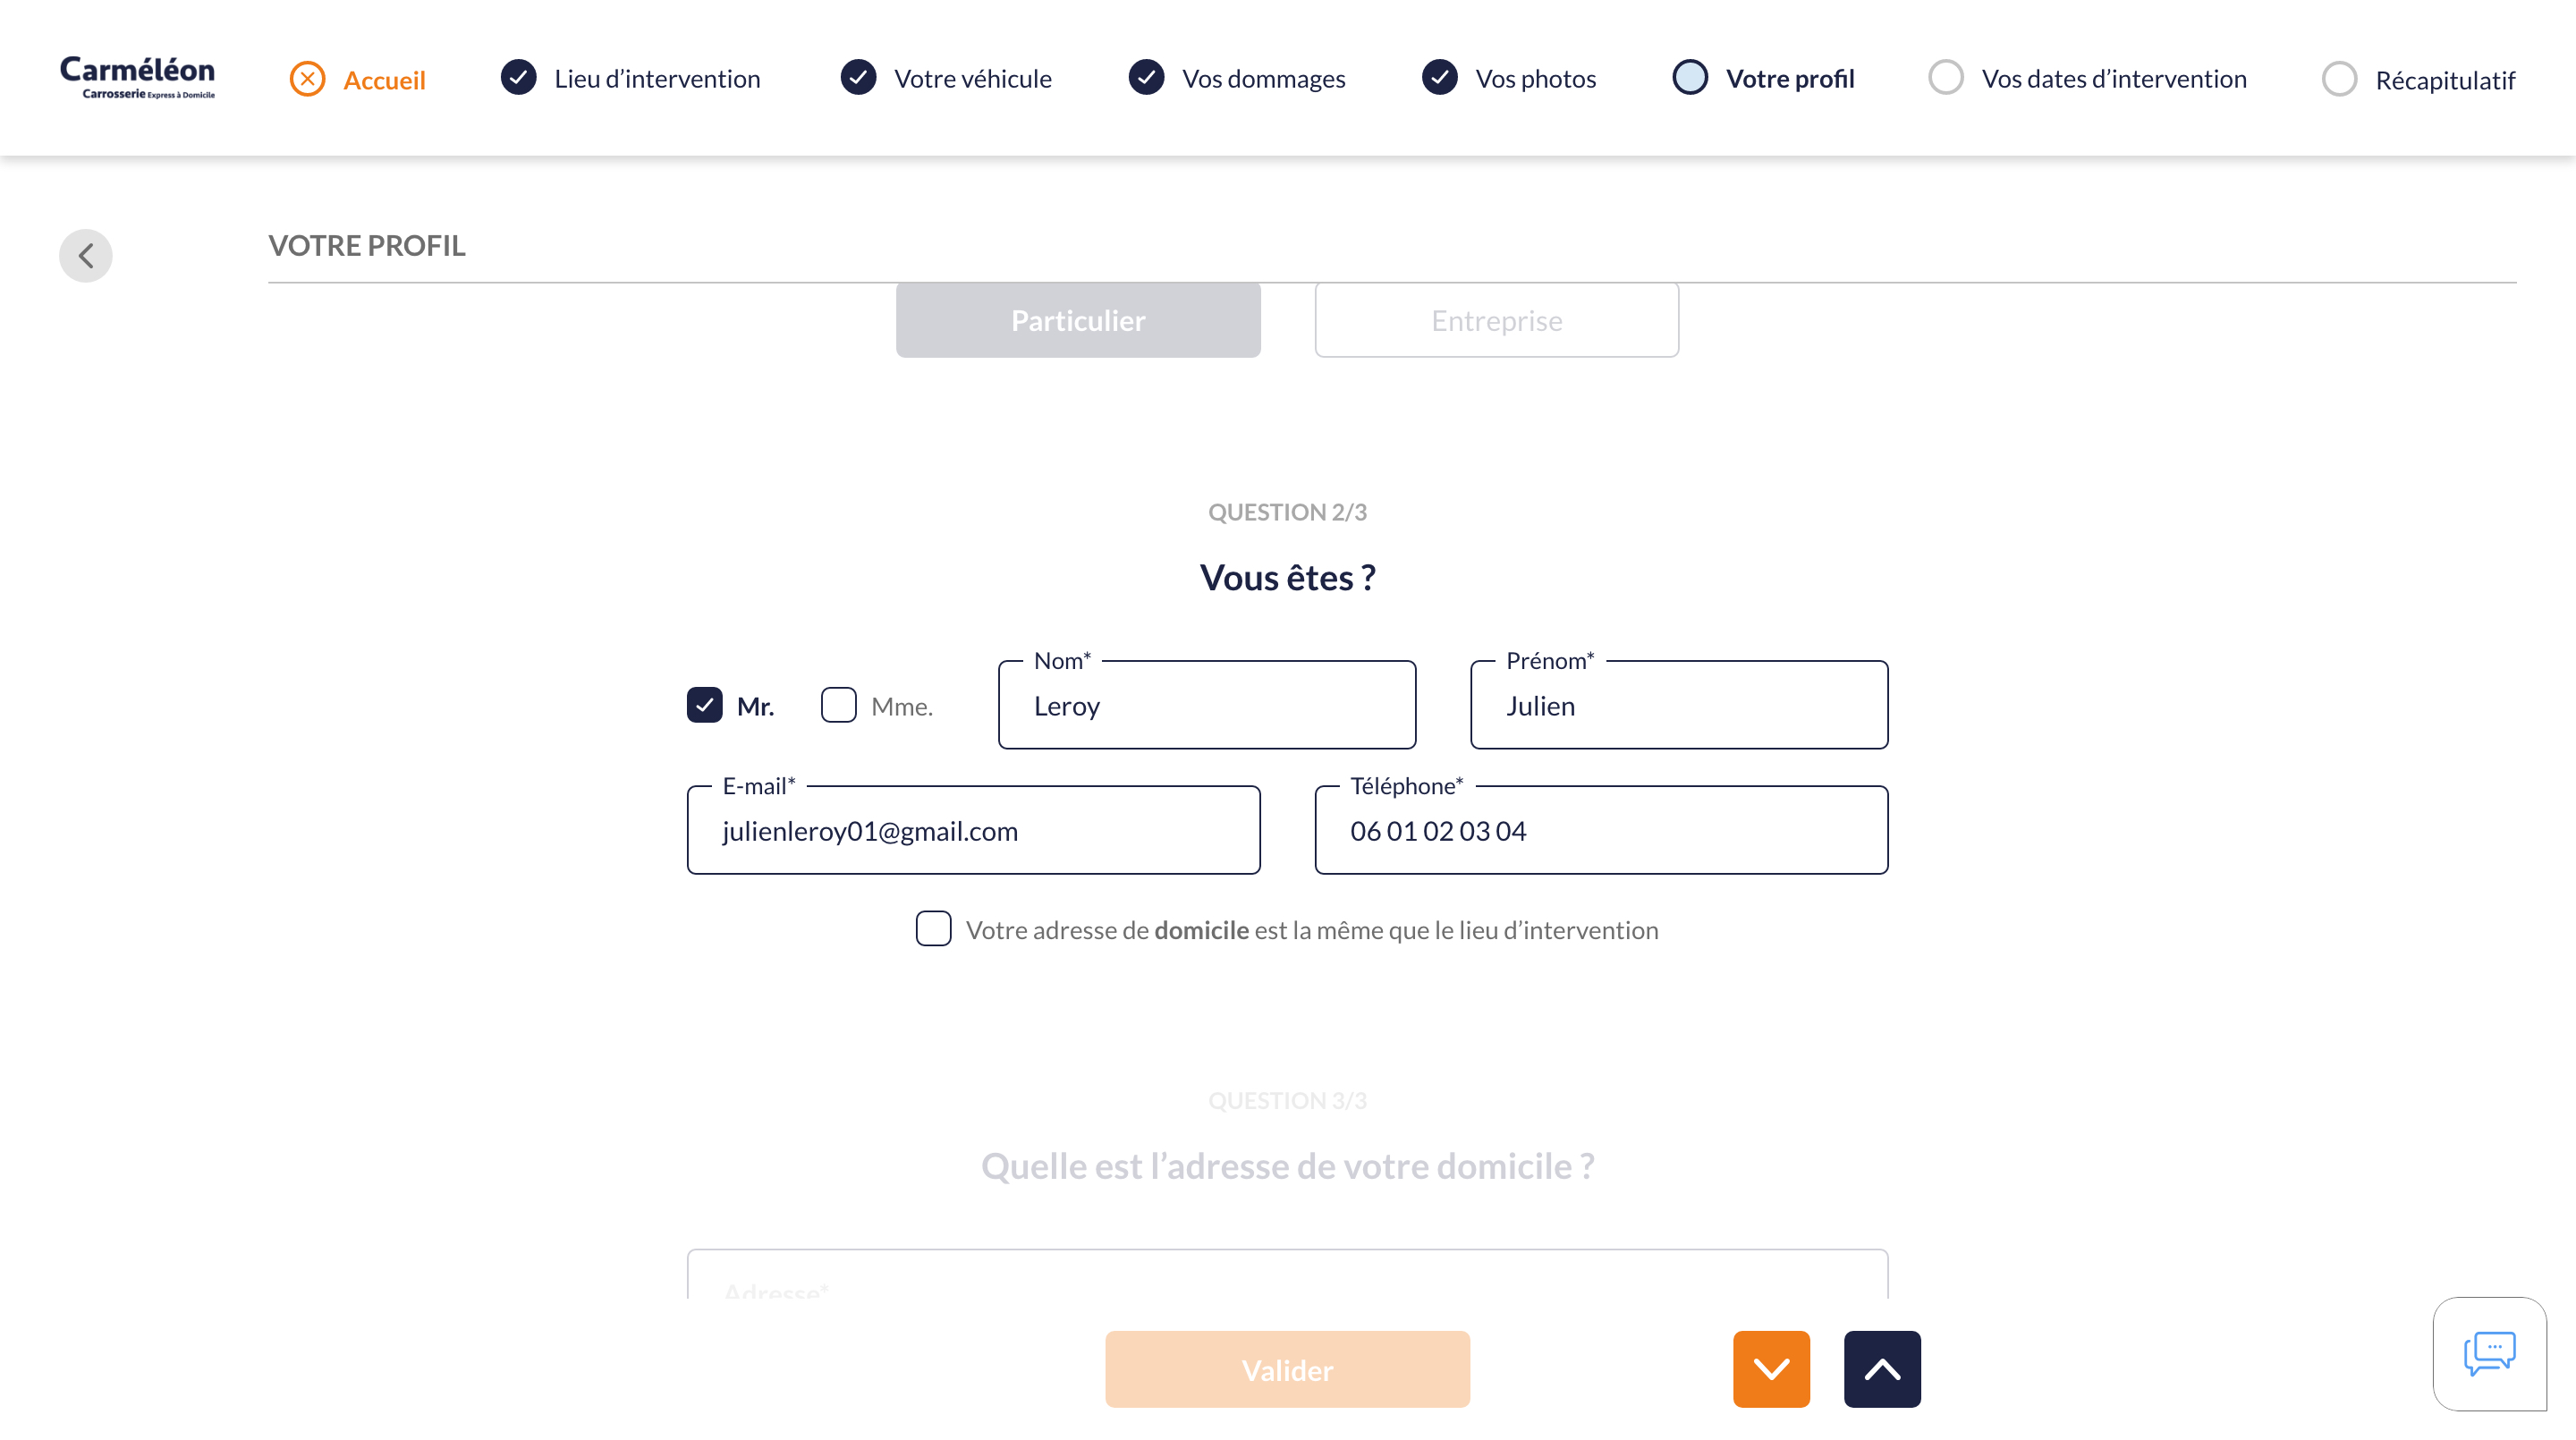 Carméléon
Carrosserie Express à Domicile
Accueil
Lieu d’intervention
Votre véhicule
Vos dommages
Vos photos
Votre profil
Vos dates d’intervention
Récapitulatif
VOTRE PROFIL
Particulier
Entreprise
QUESTION 2/3
Vous êtes ?
Mr.
Mme.
Nom*
Leroy
Prénom*
Julien
E-mail*
julienleroy01@gmail.com
Téléphone*
06 01 02 03 04
Votre adresse de domicile est la même que le lieu d’intervention
QUESTION 3/3
Quelle est l’adresse de votre domicile ?
Adresse*
Valider